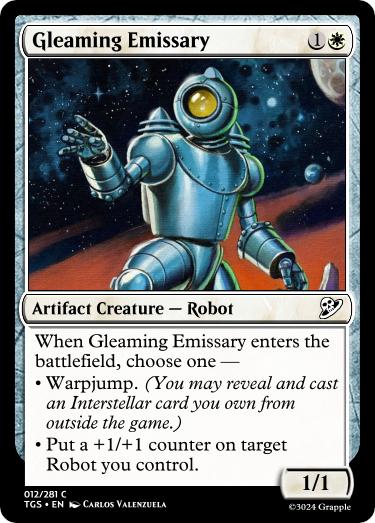 Gleaming Emissary 1
Artifact Creature — Robot
When Gleaming Emissary enters the
battlefield, choose one —
• Warpjump. (You may reveal and cast
an Interstellar card you own from
outside the game.)
• Put a +1/+1 counter on target
Robot you control.
1/1
012/281 C
TGS • EN Carlos Valenzuela
©3024 Grapple